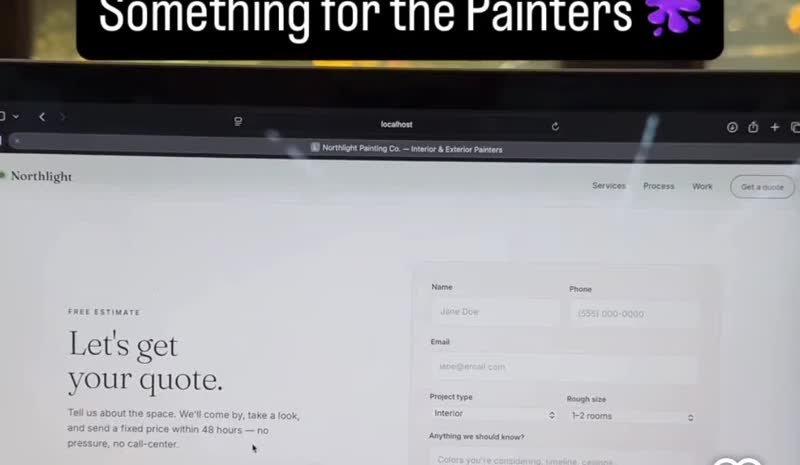 Something for the Painters
localhost
Northlight Painting Co. — Interior & Exterior Painters
Northlight
Services
Process
Work
Get a quote
FREE ESTIMATE
Let's get
your quote.
Tell us about the space. We'll come by, take a look,
and send a fixed price within 48 hours — no
pressure, no call-center.
Name
Phone
Jane Doe
(555) 000-0000
Email
jane@email.com
Project type
Rough size
Interior
1–2 rooms
Anything we should know?
Colors you're considering, timeline, ceilings